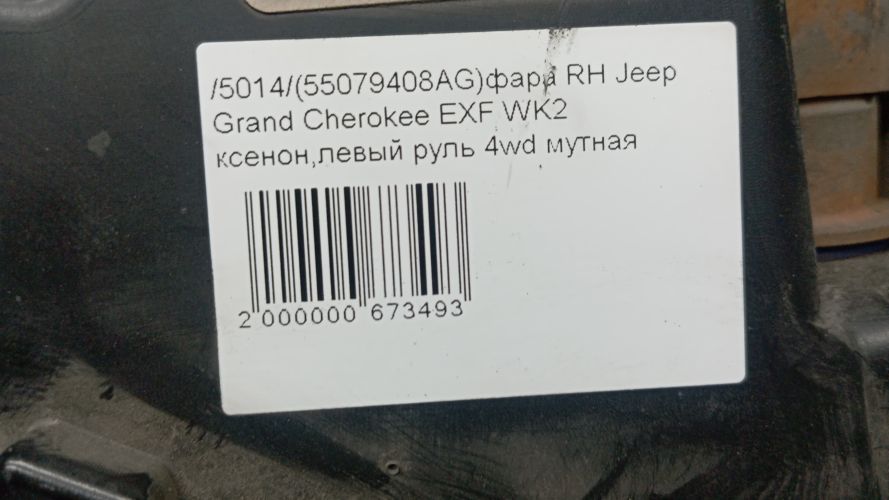 /5014/(55079408AG)фара RH Jeep
Grand Cherokee EXF WK2
ксенон,левый руль 4wd мутная
2 000000 673493